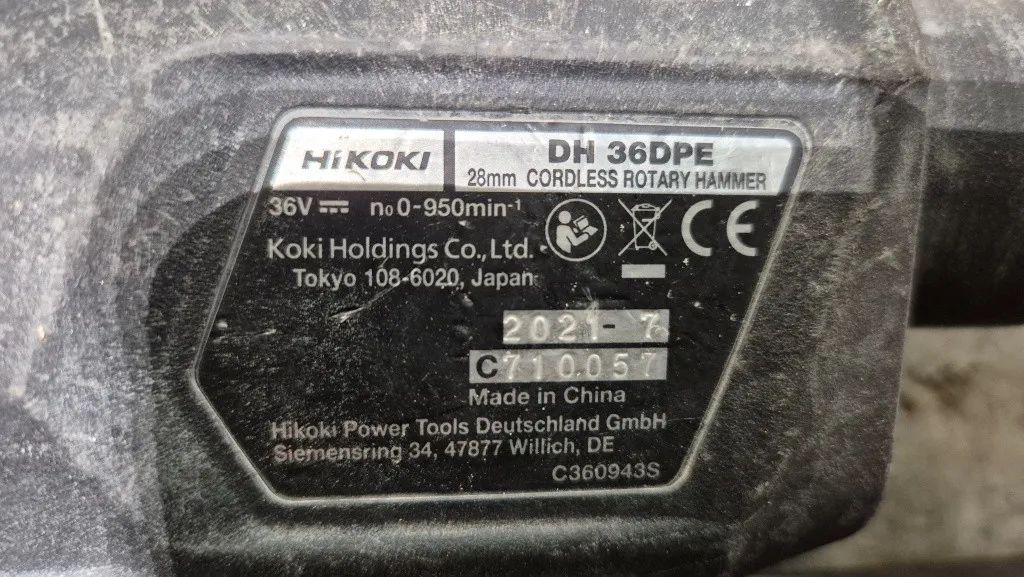 HiKOKI
DH 36DPE
28mm CORDLESS ROTARY HAMMER
36V ⎓ n₀ 0-950min⁻¹
Koki Holdings Co., Ltd.
Tokyo 108-6020, Japan
CE
2021- 7
C710057
Made in China
Hikoki Power Tools Deutschland GmbH
Siemensring 34, 47877 Willich, DE
C360943S